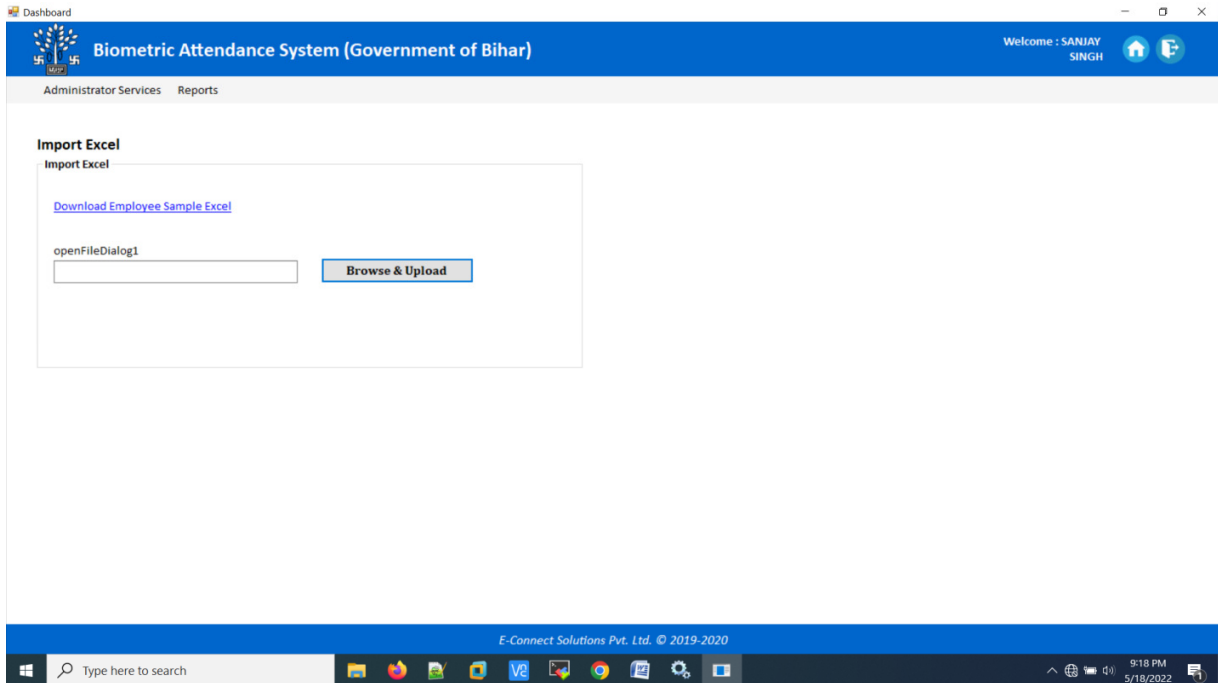 Dashboard
Biometric Attendance System (Government of Bihar)
Welcome : SANJAY
SINGH
Administrator Services Reports
Import Excel
Import Excel
Download Employee Sample Excel
openFileDialog1
Browse & Upload
E-Connect Solutions Pvt. Ltd. © 2019-2020
Type here to search
9:18 PM
5/18/2022